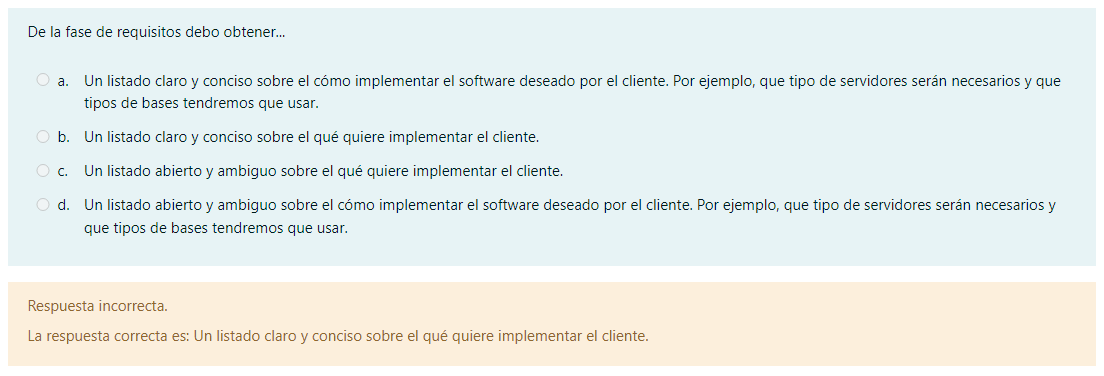 De la fase de requisitos debo obtener...
a. Un listado claro y conciso sobre el cómo implementar el software deseado por el cliente. Por ejemplo, que tipo de servidores serán necesarios y que
tipos de bases tendremos que usar.
b. Un listado claro y conciso sobre el qué quiere implementar el cliente.
c. Un listado abierto y ambiguo sobre el qué quiere implementar el cliente.
d. Un listado abierto y ambiguo sobre el cómo implementar el software deseado por el cliente. Por ejemplo, que tipo de servidores serán necesarios y
que tipos de bases tendremos que usar.
Respuesta incorrecta.
La respuesta correcta es: Un listado claro y conciso sobre el qué quiere implementar el cliente.